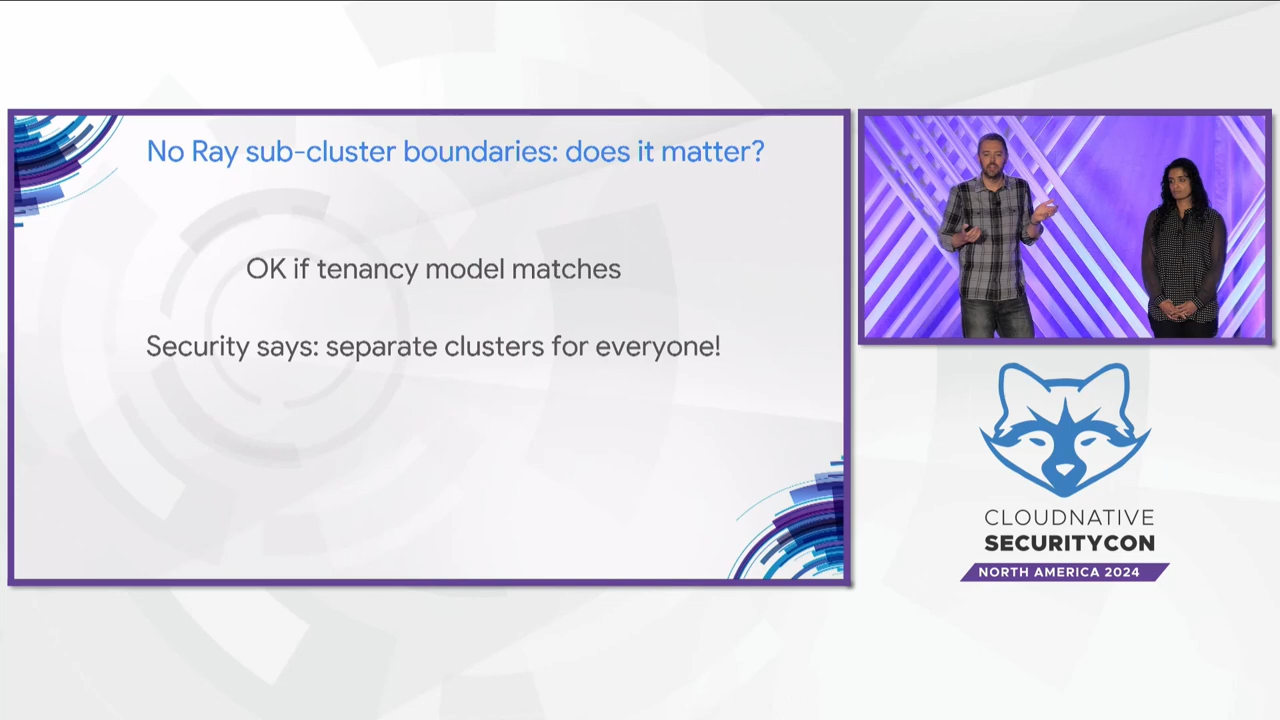 No Ray sub-cluster boundaries: does it matter?
OK if tenancy model matches
Security says: separate clusters for everyone!
CLOUDNATIVE
SECURITYCON
NORTH AMERICA 2024